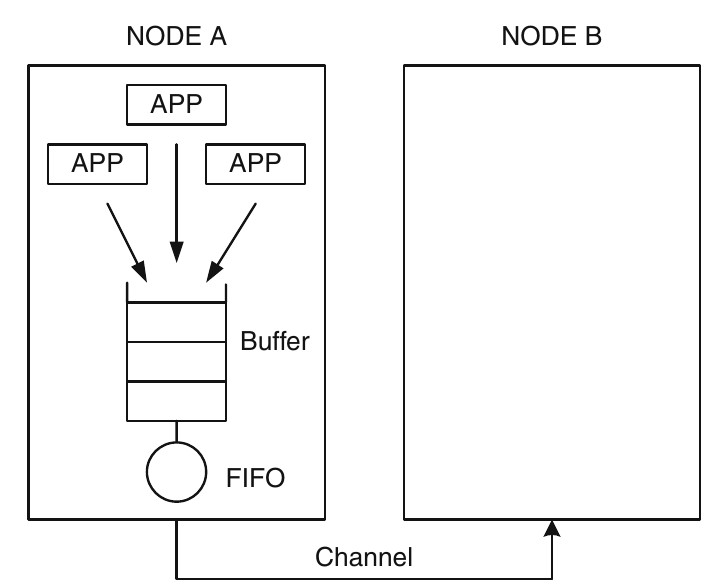 NODE A
NODE B
APP
APP
APP
Buffer
FIFO
Channel